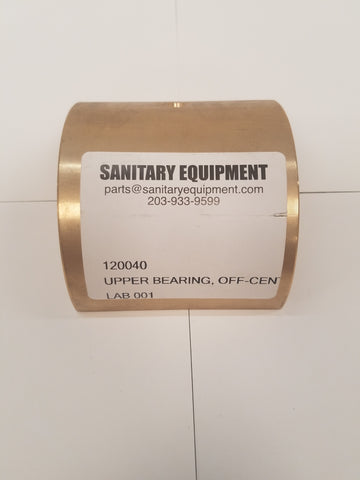 SANITARY EQUIPMENT
parts@sanitaryequipment.com
203-933-9599
120040
UPPER BEARING, OFF-CEN
LAB 001